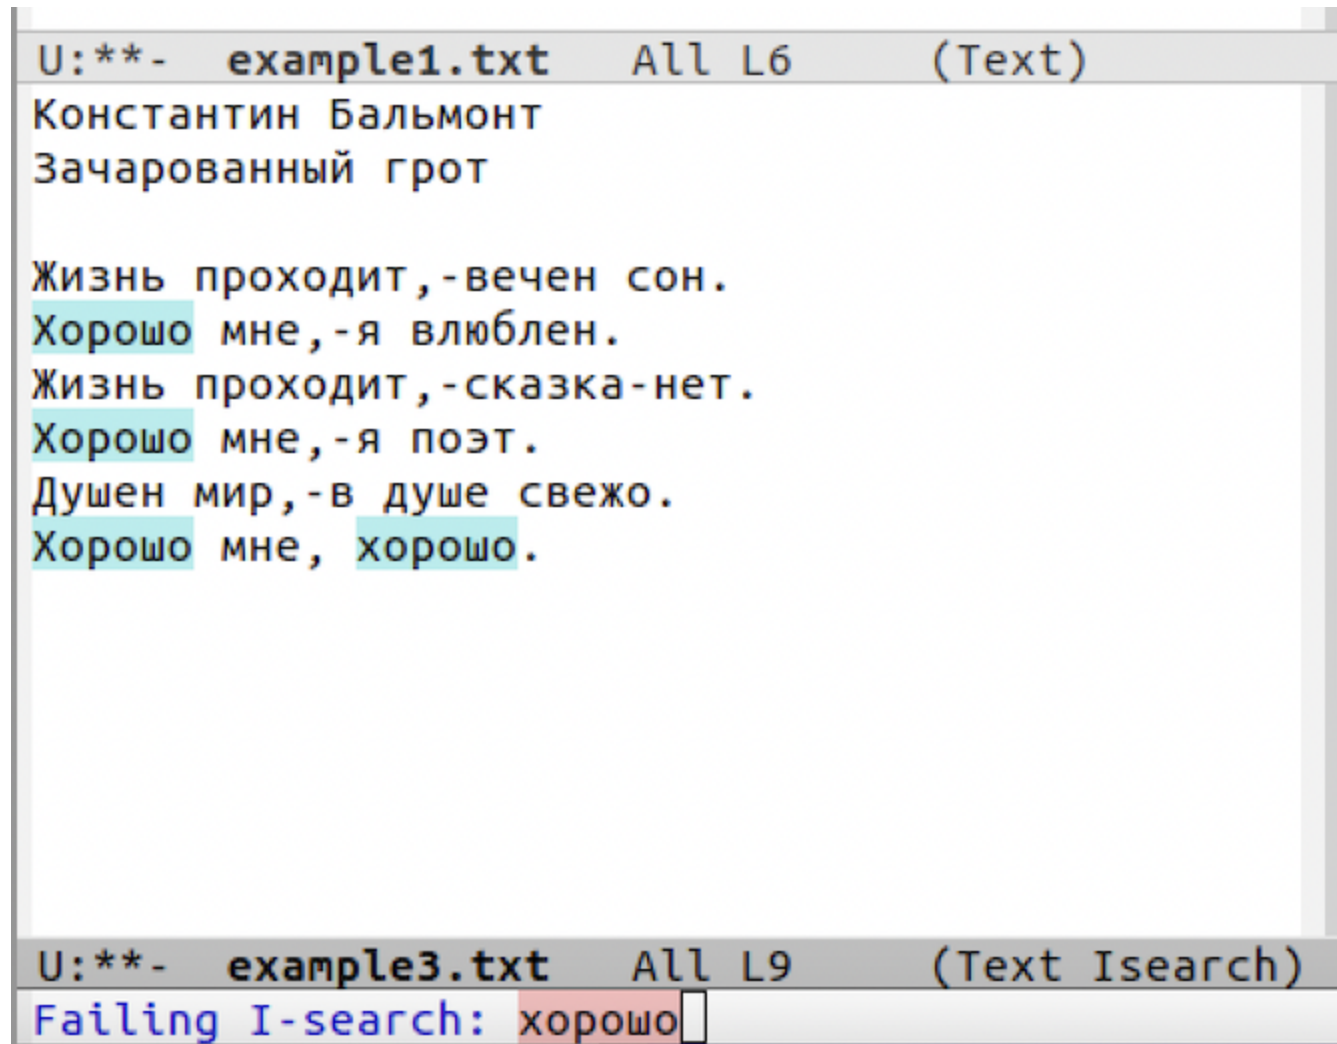 U:**-  example1.txt   All L6     (Text)
Константин Бальмонт
Зачарованный грот
Жизнь проходит,-вечен сон.
Хорошо мне,-я влюблен.
Жизнь проходит,-сказка-нет.
Хорошо мне,-я поэт.
Душен мир,-в душе свежо.
Хорошо мне, хорошо.
U:**-  example3.txt   All L9     (Text Isearch)
Failing I-search: хорошо